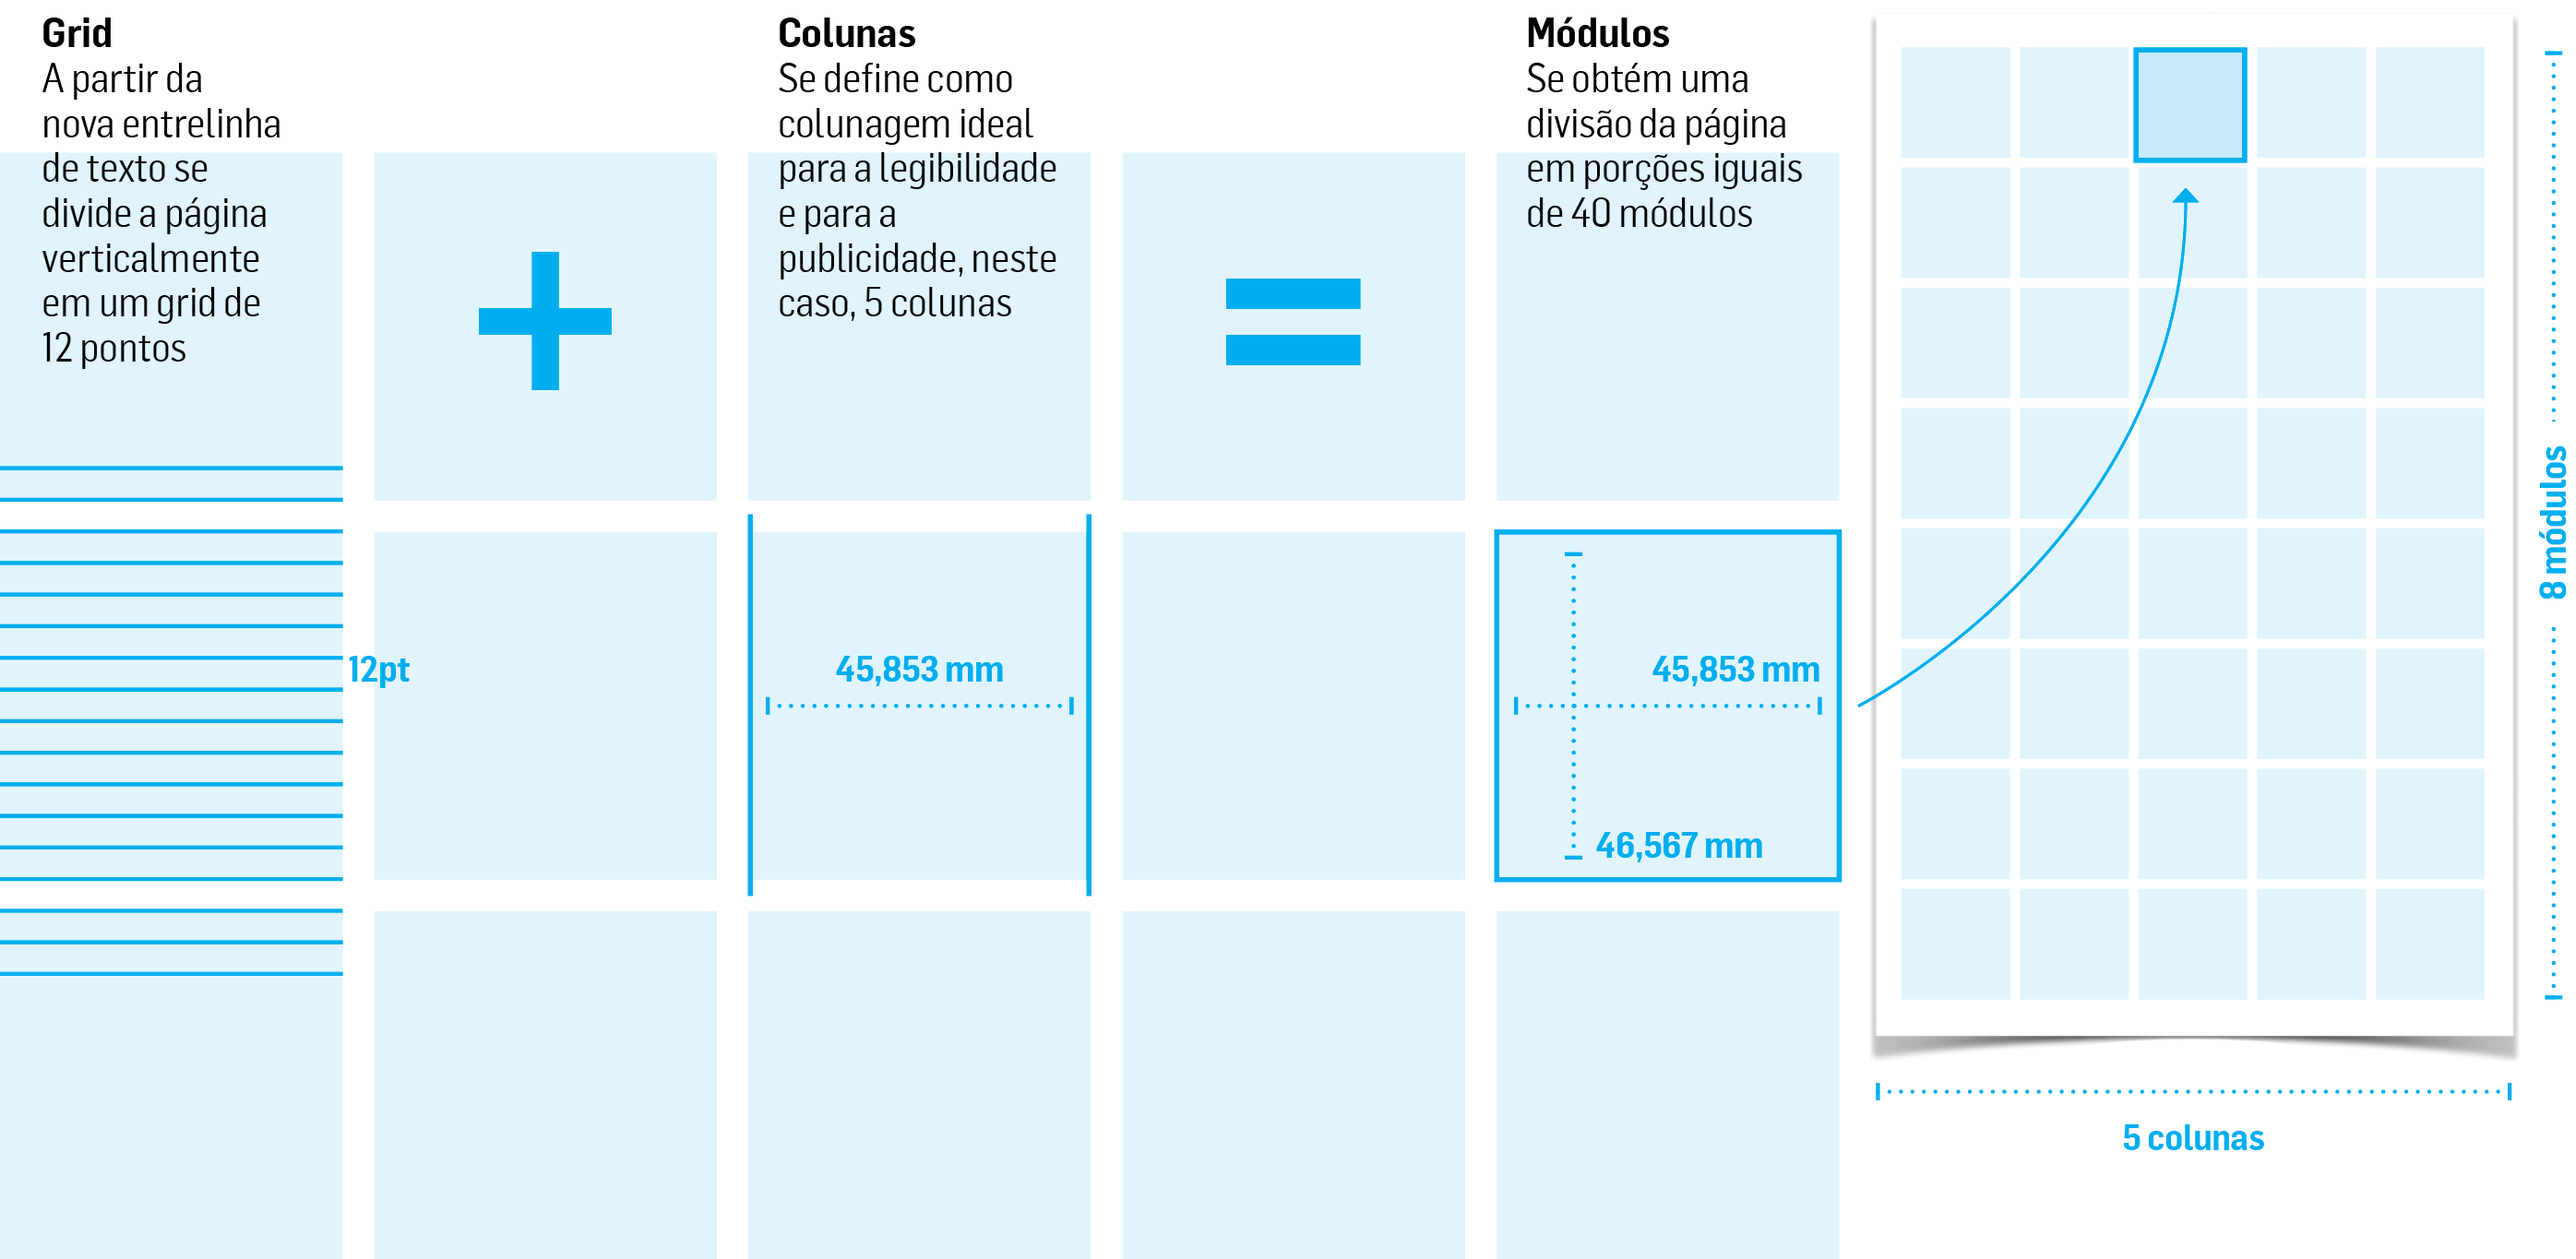 Grid
A partir da
nova entrelinha
de texto se
divide a página
verticalmente
em um grid de
12 pontos
12pt
Colunas
Se define como
colunagem ideal
para a legibilidade
e para a
publicidade, neste
caso, 5 colunas
45,853 mm
Módulos
Se obtém uma
divisão da página
em porções iguais
de 40 módulos
45,853 mm
46,567 mm
8 módulos
5 colunas